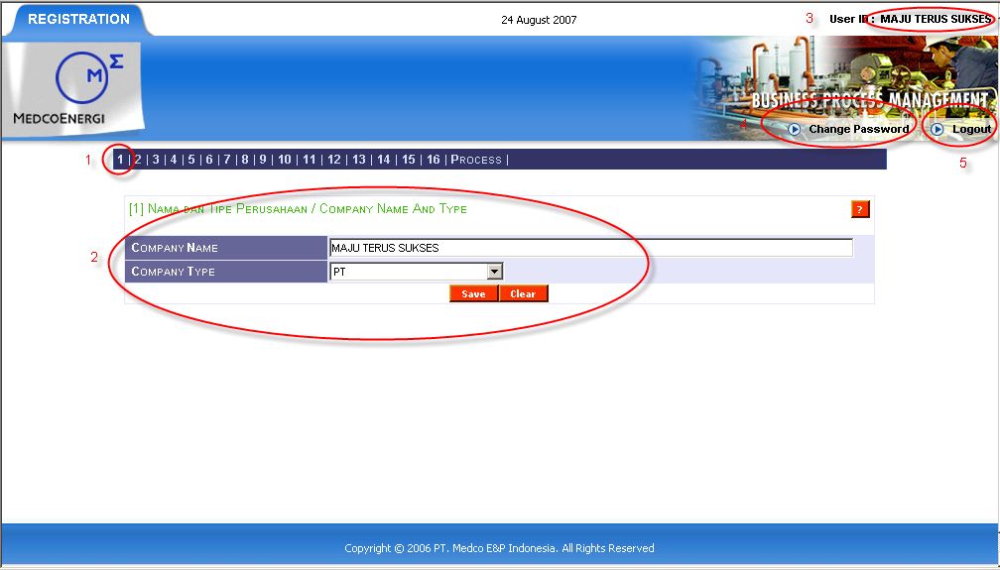 REGISTRATION
24 August 2007
3 User ID : MAJU TERUS SUKSES
MEDCOENERGI
BUSINESS PROCESS MANAGEMENT
4 Change Password Logout
5
1 1 | 2 | 3 | 4 | 5 | 6 | 7 | 8 | 9 | 10 | 11 | 12 | 13 | 14 | 15 | 16 | PROCESS |
[1] NAMA DAN TIPE PERUSAHAAN / COMPANY NAME AND TYPE ?
COMPANY NAME MAJU TERUS SUKSES
2
COMPANY TYPE PT
Save Clear
Copyright © 2006 PT. Medco E&P Indonesia. All Rights Reserved